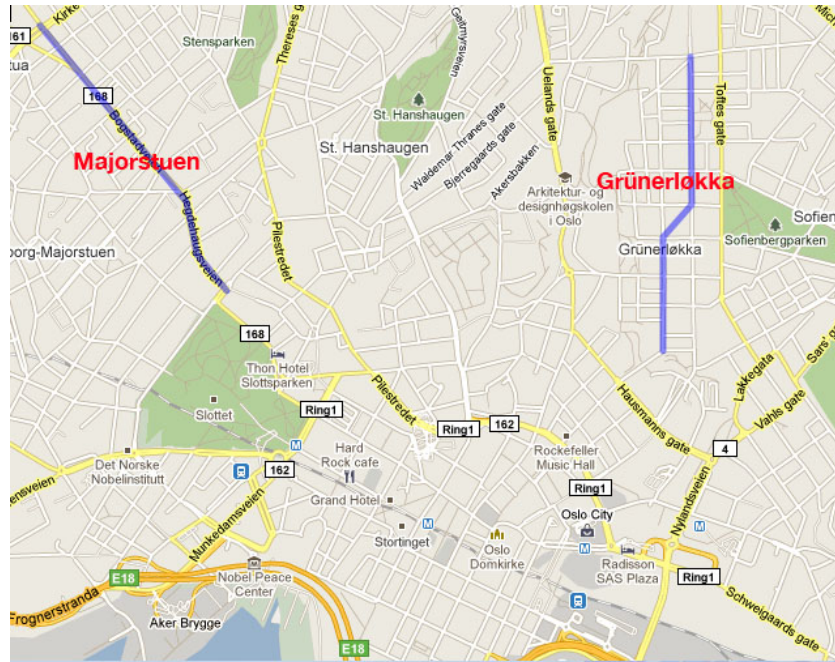 Kirke
161
tua
Stensparken
Thereses gate
Geitmyrsveien
Uelands gate
Toftes gate
168
Bogstadveien
St. Hanshaugen
St. Hanshaugen
Waldemar Thranes gate
Bjerregaards gate
Akersbakken
Majorstuen
Grünerløkka
Arkitektur- og
designhøgskolen
i Oslo
Hegdehaugsveien
Pilestredet
Sofien
Sofienbergparken
Grünerløkka
borg-Majorstuen
168
Thon Hotel
Slottsparken
Slottet
Ring1
Pilestredet
Hausmanns gate
Lakkegata
Sars'
Vahls gate
Ring1
162
4
Rockefeller
Music Hall
Det Norske
Nobelinstitutt
M
162
Hard
Rock cafe
Grand Hotel
ensveien
Munkedamsveien
Ring1
Oslo City
Nylandsveien
M
Stortinget
M
Oslo
Domkirke
M
Radisson
SAS Plaza
Ring1
Schweigaards gate
E18
Nobel Peace
Center
Frognerstranda
Aker Brygge
E18